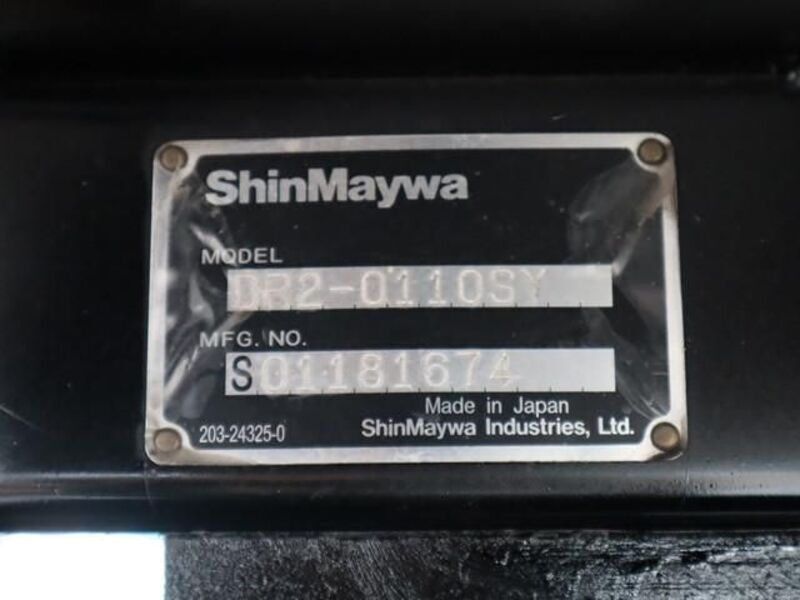 ShinMaywa
MODEL
DR2-0110SY
MFG. NO.
S01181674
Made in Japan
203-24325-0
ShinMaywa Industries, Ltd.